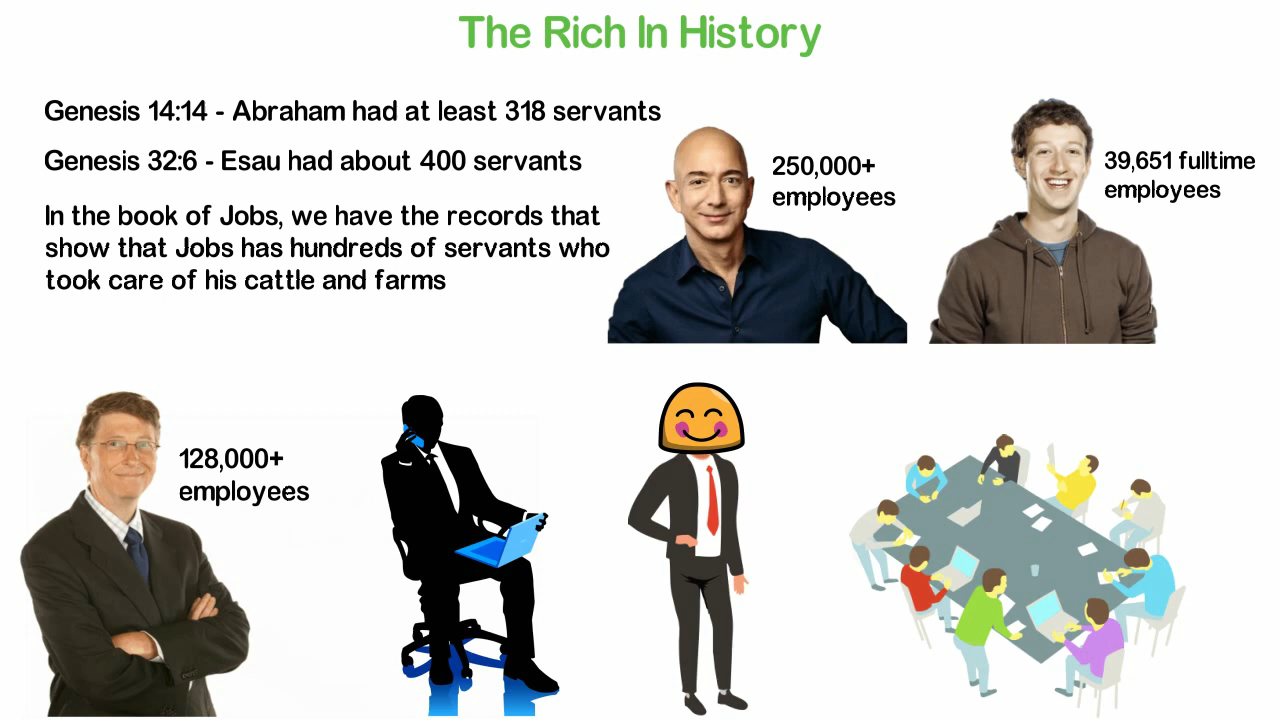 The Rich In History
Genesis 14:14 - Abraham had at least 318 servants
Genesis 32:6 - Esau had about 400 servants
In the book of Jobs, we have the records that
show that Jobs has hundreds of servants who
took care of his cattle and farms
250,000+
employees
39,651 fulltime
employees
128,000+
employees